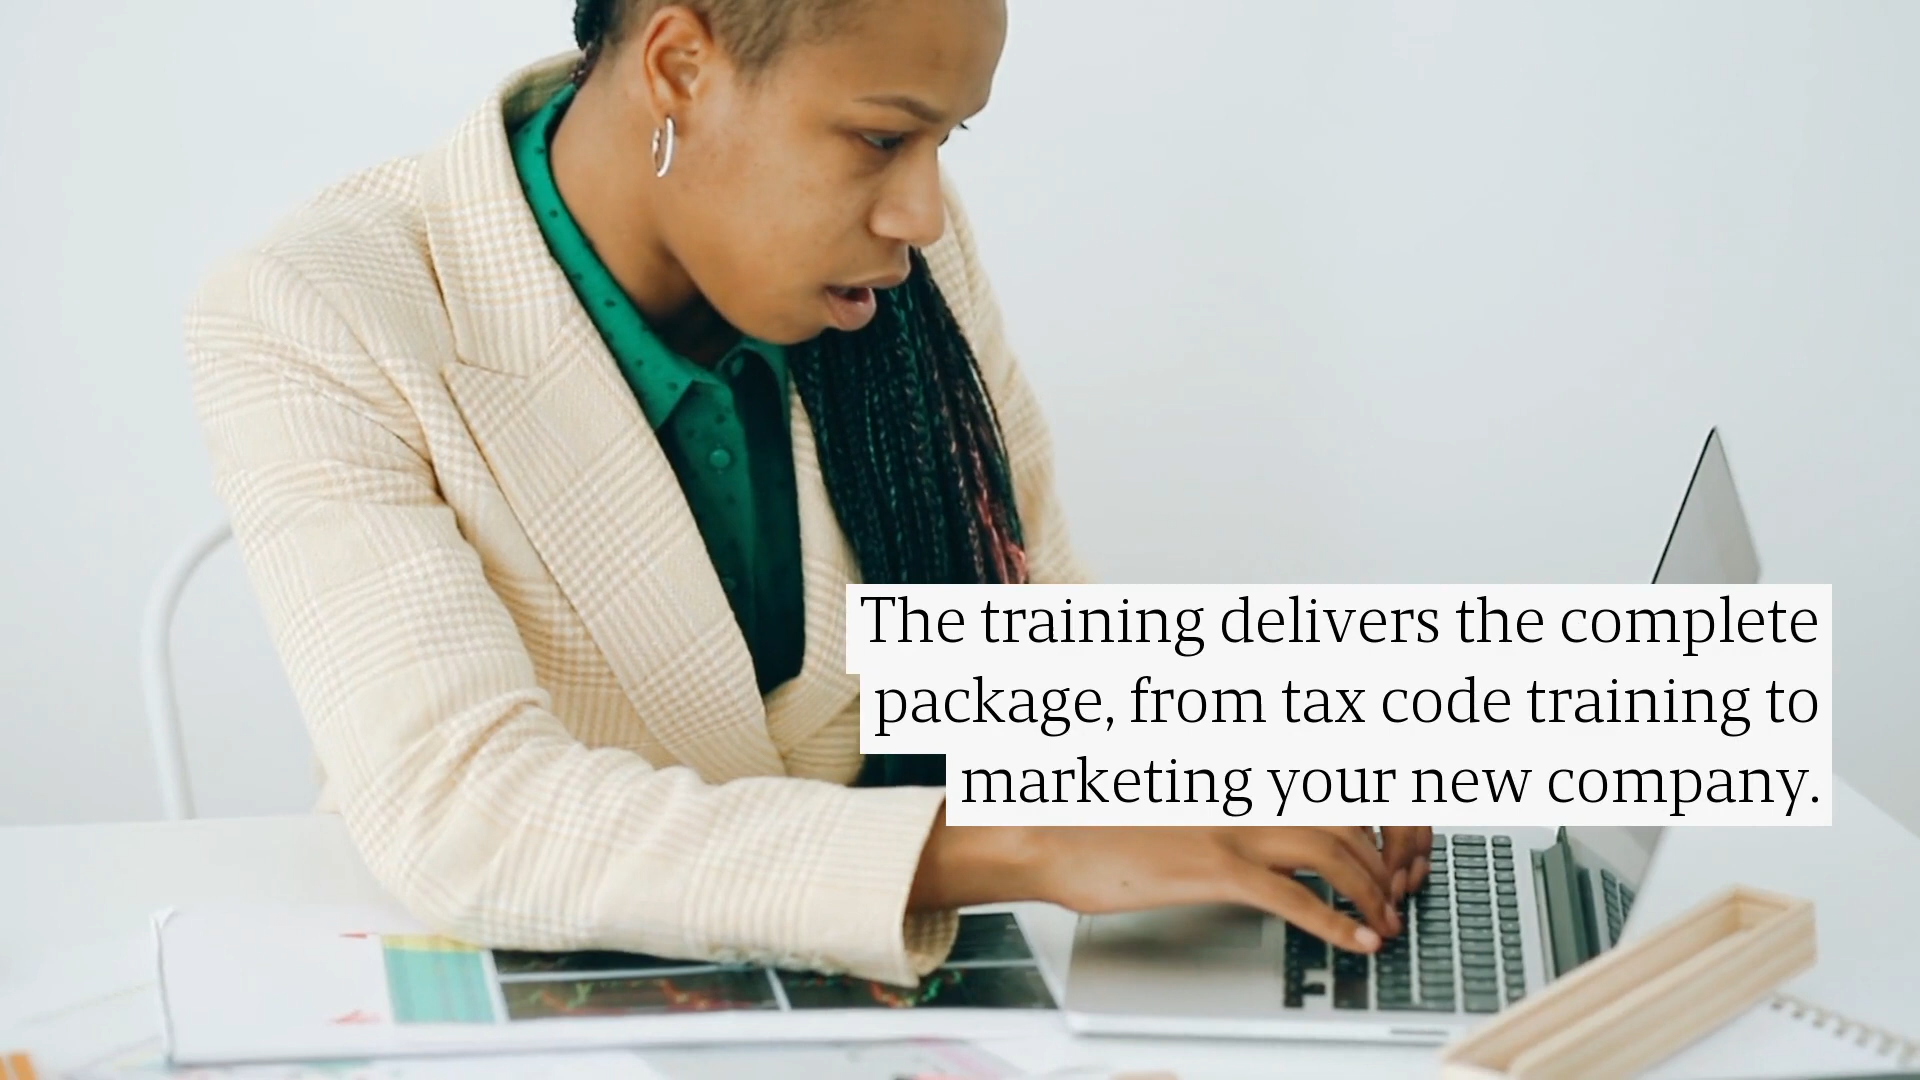 The training delivers the complete
package, from tax code training to
marketing your new company.